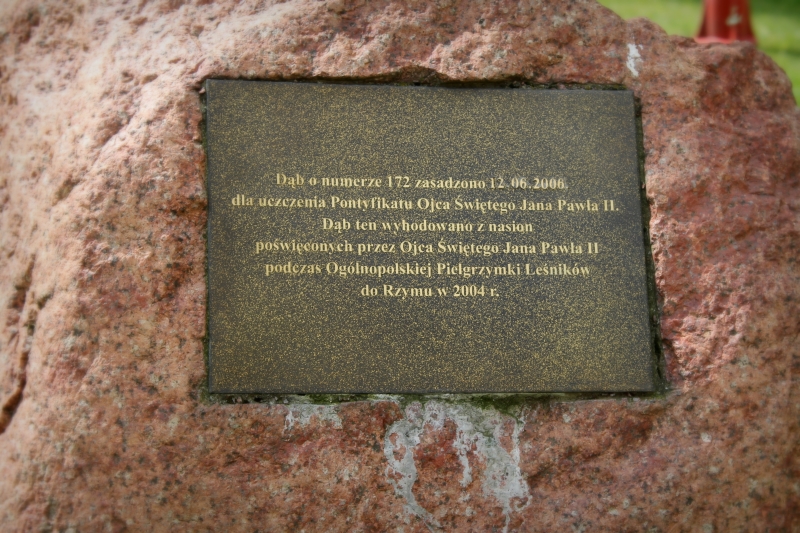 Dąb o numerze 172 zasadzono 12.06.2006.
dla uczczenia Pontyfikatu Ojca Świętego Jana Pawła II.
Dąb ten wyhodowano z nasion
poświęconych przez Ojca Świętego Jana Pawła II
podczas Ogólnopolskiej Pielgrzymki Leśników
do Rzymu w 2004 r.